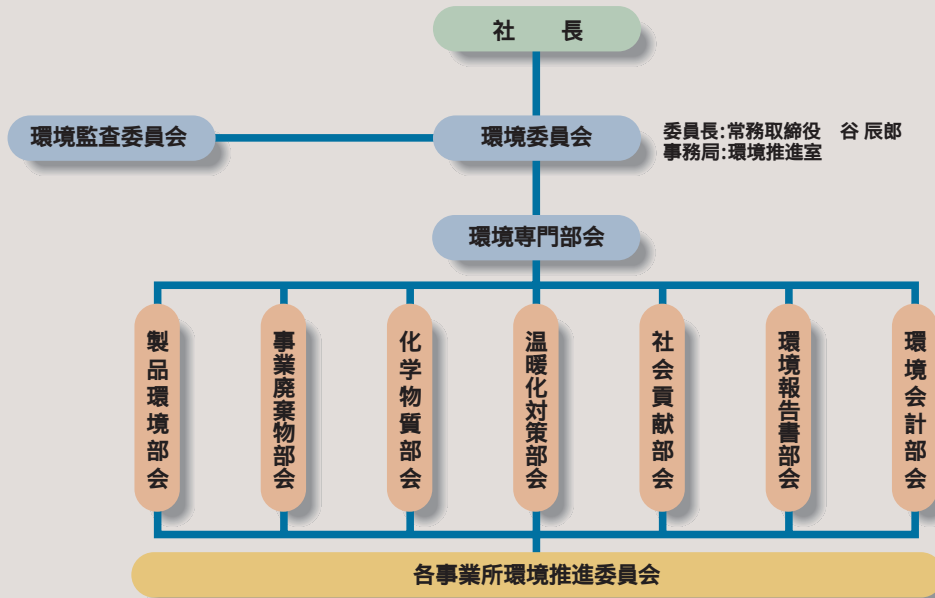 社　長
環境監査委員会
環境委員会
委員長:常務取締役　谷 辰郎
事務局:環境推進室
環境専門部会
製品環境部会
事業廃棄物部会
化学物質部会
温暖化対策部会
社会貢献部会
環境報告書部会
環境会計部会
各事業所環境推進委員会